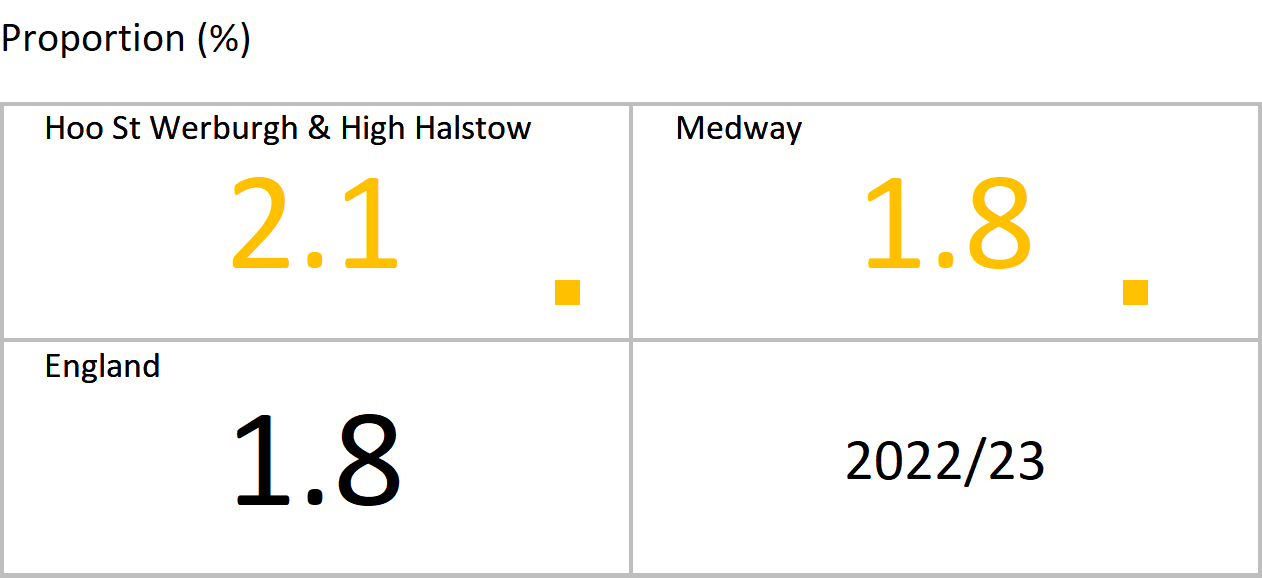 Proportion (%)
Hoo St Werburgh & High Halstow
2.1
Medway
1.8
England
1.8
2022/23